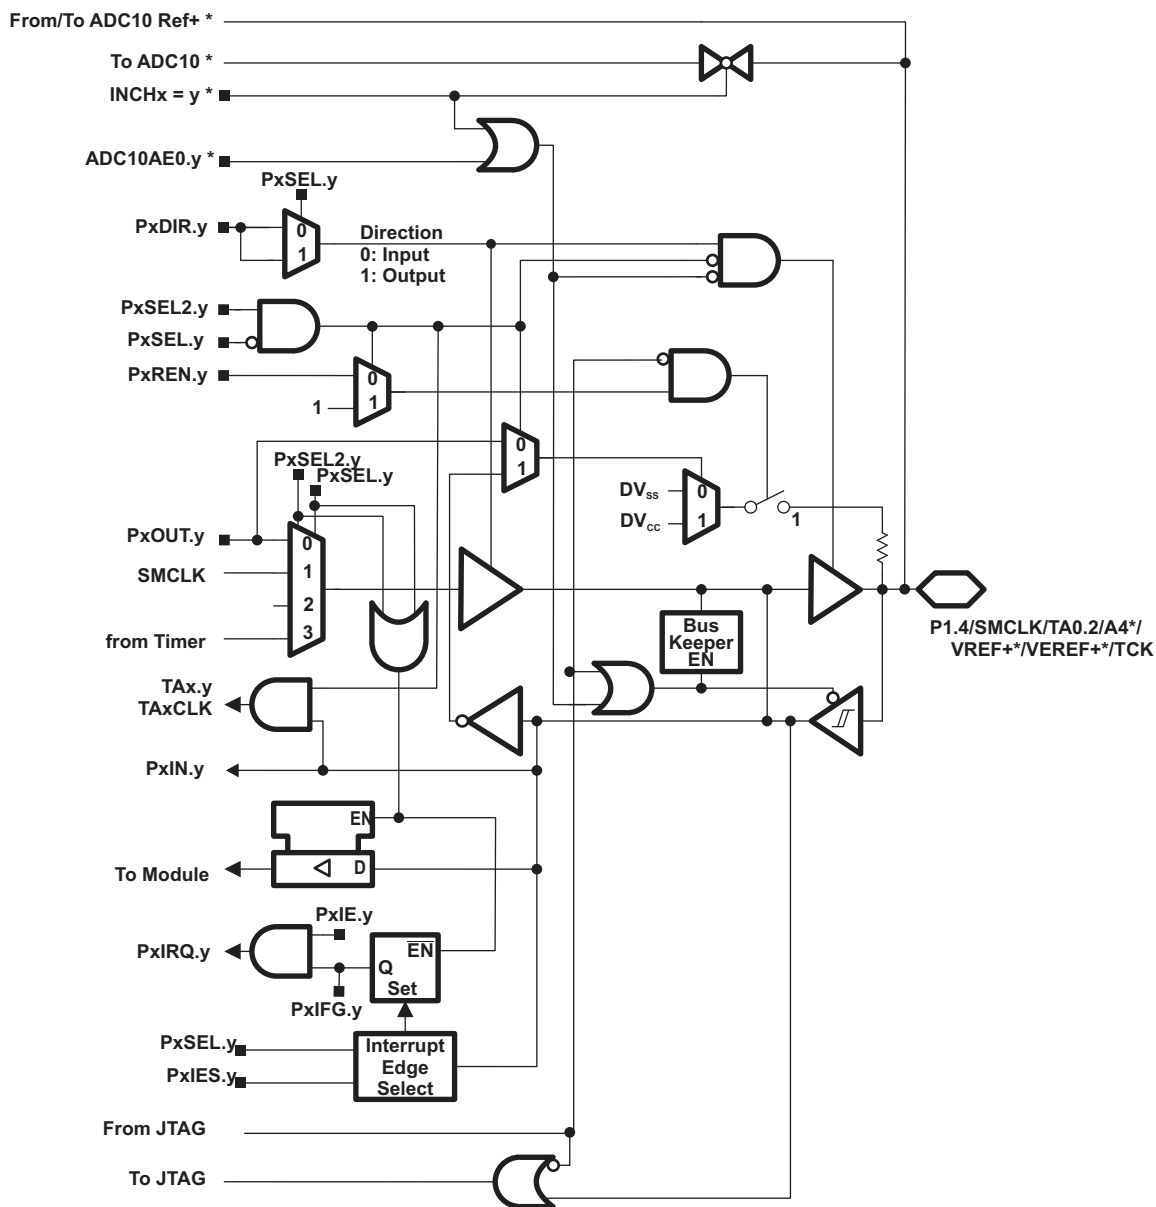 From/To ADC10 Ref+ *
To ADC10 *
INCHx = y *
ADC10AE0.y *
PxSEL.y
PxDIR.y
0
1
Direction
0: Input
1: Output
PxSEL2.y
PxSEL.y
PxREN.y
0
1
1
0
1
PxSEL2.y
PxSEL.y
DVSS
0
DVCC
1
1
PxOUT.y
0
SMCLK
1
2
from Timer
3
Bus
Keeper
EN
P1.4/SMCLK/TA0.2/A4*/
VREF+*/VEREF+*/TCK
TAx.y
TAxCLK
PxIN.y
EN
To Module
D
PxIE.y
PxIRQ.y
EN
Q
Set
PxIFG.y
PxSEL.y
PxIES.y
Interrupt
Edge
Select
From JTAG
To JTAG